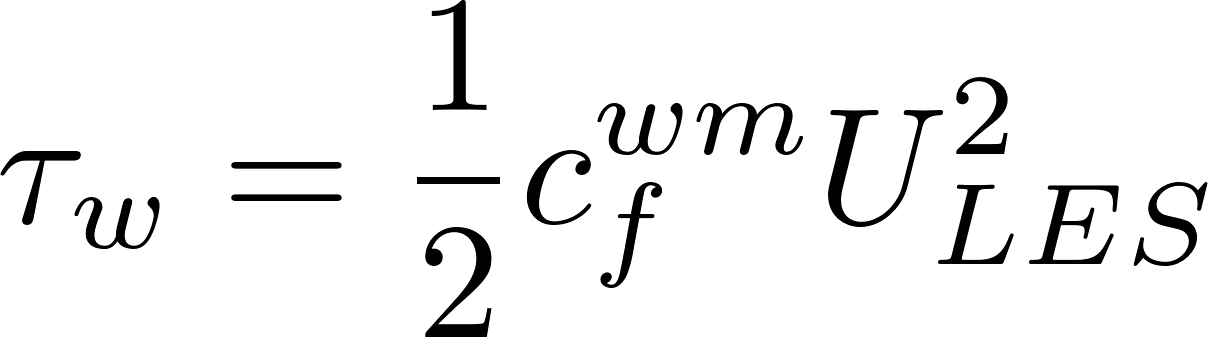 τ_w = \frac{1}{2} c_f^{wm} U_{LES}^2